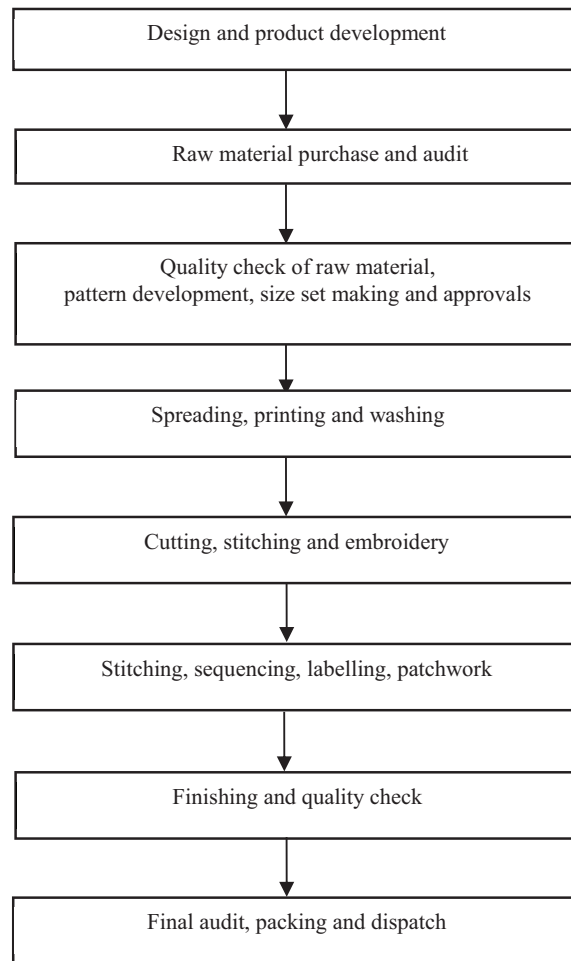 Design and product development
Raw material purchase and audit
Quality check of raw material,
pattern development, size set making and approvals
Spreading, printing and washing
Cutting, stitching and embroidery
Stitching, sequencing, labelling, patchwork
Finishing and quality check
Final audit, packing and dispatch